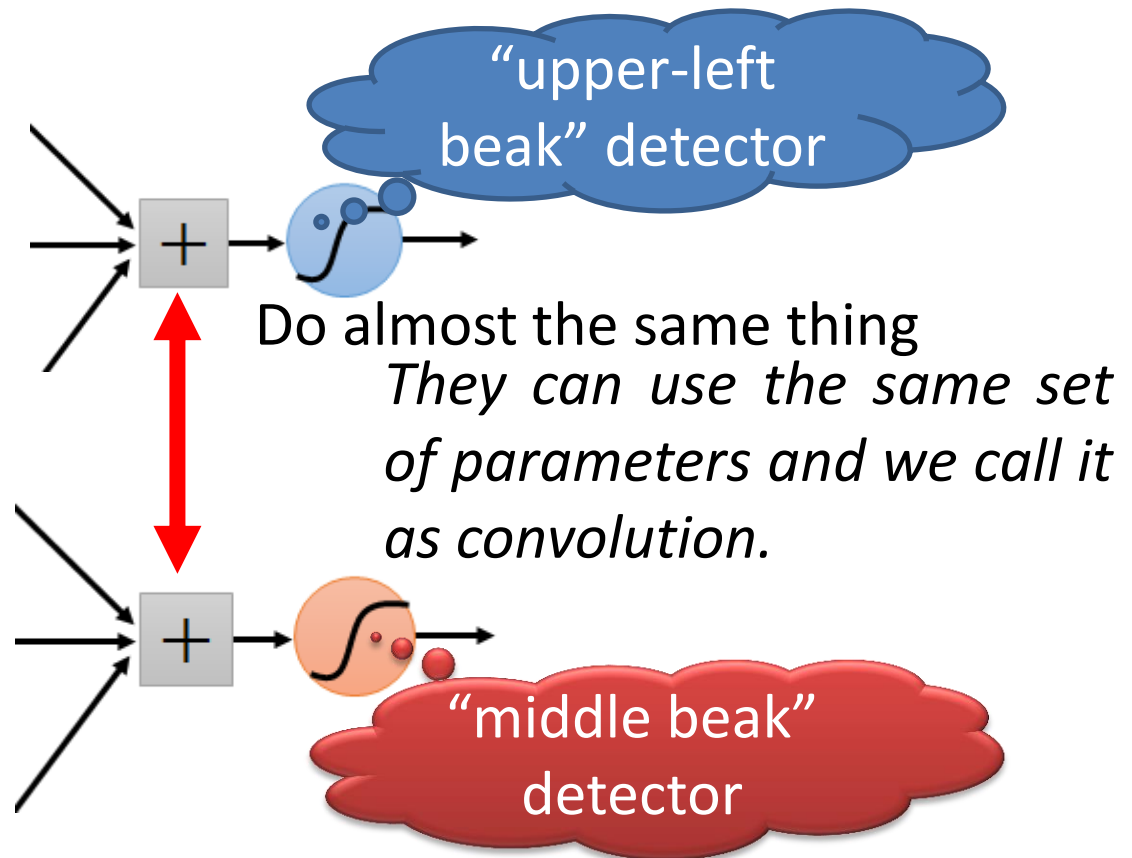 “upper-left
beak” detector
+
Do almost the same thing
They can use the same set
of parameters and we call it
as convolution.
+
“middle beak”
detector